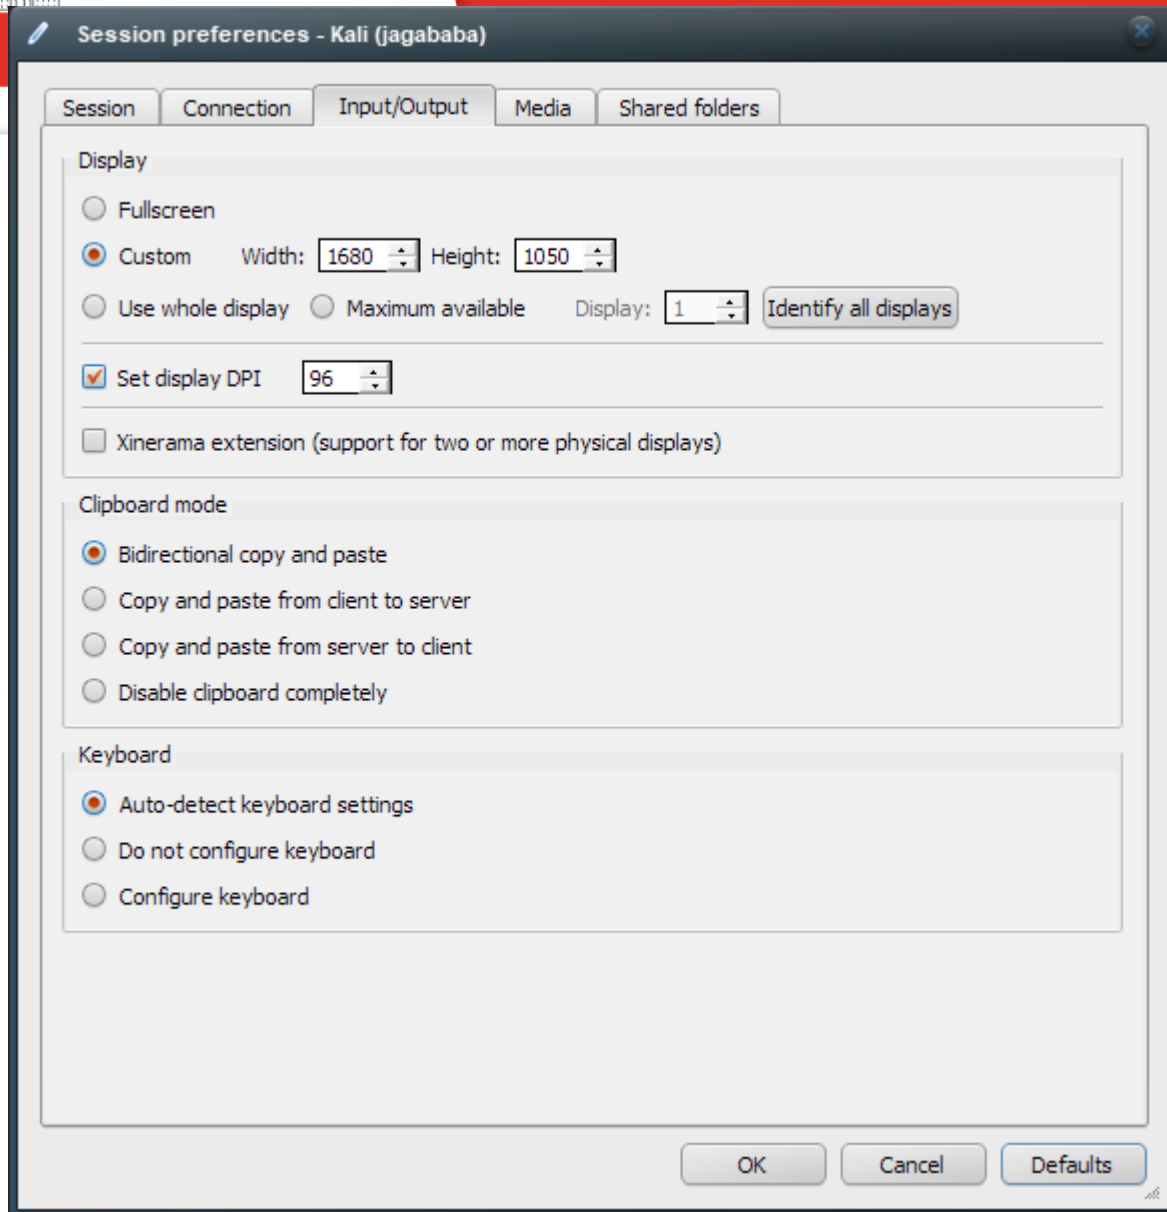 Session preferences - Kali (jagababa)
Session Connection Input/Output Media Shared folders
Display
Fullscreen
Custom Width: 1680 Height: 1050
Use whole display Maximum available Display: 1 Identify all displays
Set display DPI 96
Xinerama extension (support for two or more physical displays)
Clipboard mode
Bidirectional copy and paste
Copy and paste from client to server
Copy and paste from server to client
Disable clipboard completely
Keyboard
Auto-detect keyboard settings
Do not configure keyboard
Configure keyboard
OK Cancel Defaults